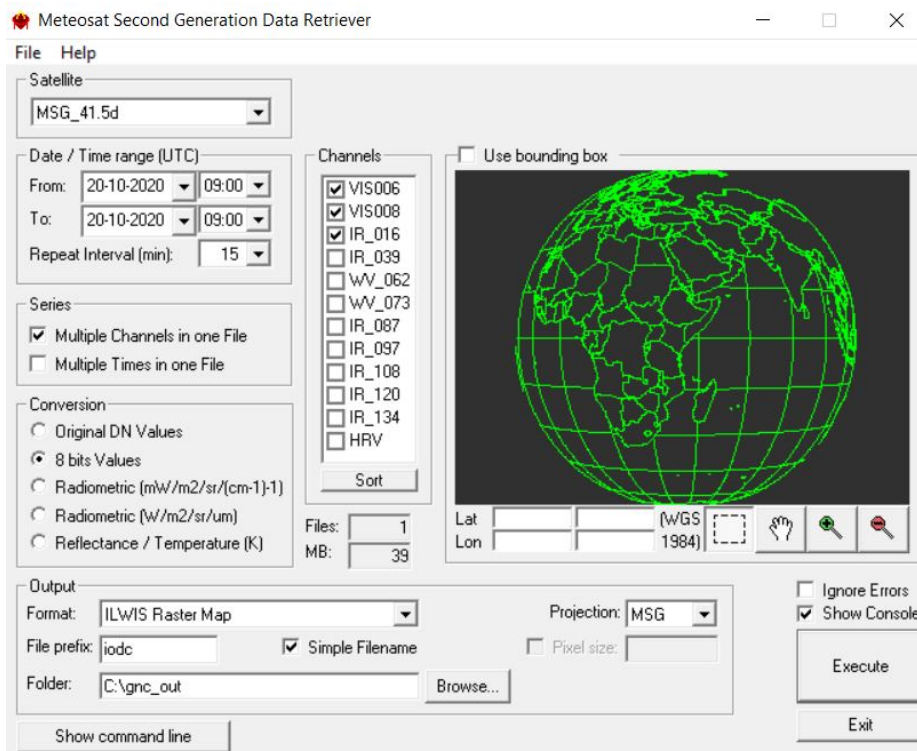 Meteosat Second Generation Data Retriever
File Help
Satellite
MSG_41.5d
Date / Time range (UTC)
From: 20-10-2020 09:00
To: 20-10-2020 09:00
Repeat Interval (min): 15
Series
Multiple Channels in one File
Multiple Times in one File
Conversion
Original DN Values
8 bits Values
Radiometric (mW/m2/sr/(cm-1)-1)
Radiometric (W/m2/sr/um)
Reflectance / Temperature (K)
Channels
VIS006
VIS008
IR_016
IR_039
WV_062
WV_073
IR_087
IR_097
IR_108
IR_120
IR_134
HRV
Sort
Files: 1
MB: 39
Use bounding box
Lat (WGS
Lon 1984)
Output
Format: ILWIS Raster Map Projection: MSG
File prefix: iodc Simple Filename Pixel size:
Folder: C:\gnc_out Browse...
Ignore Errors
Show Console
Execute
Exit
Show command line